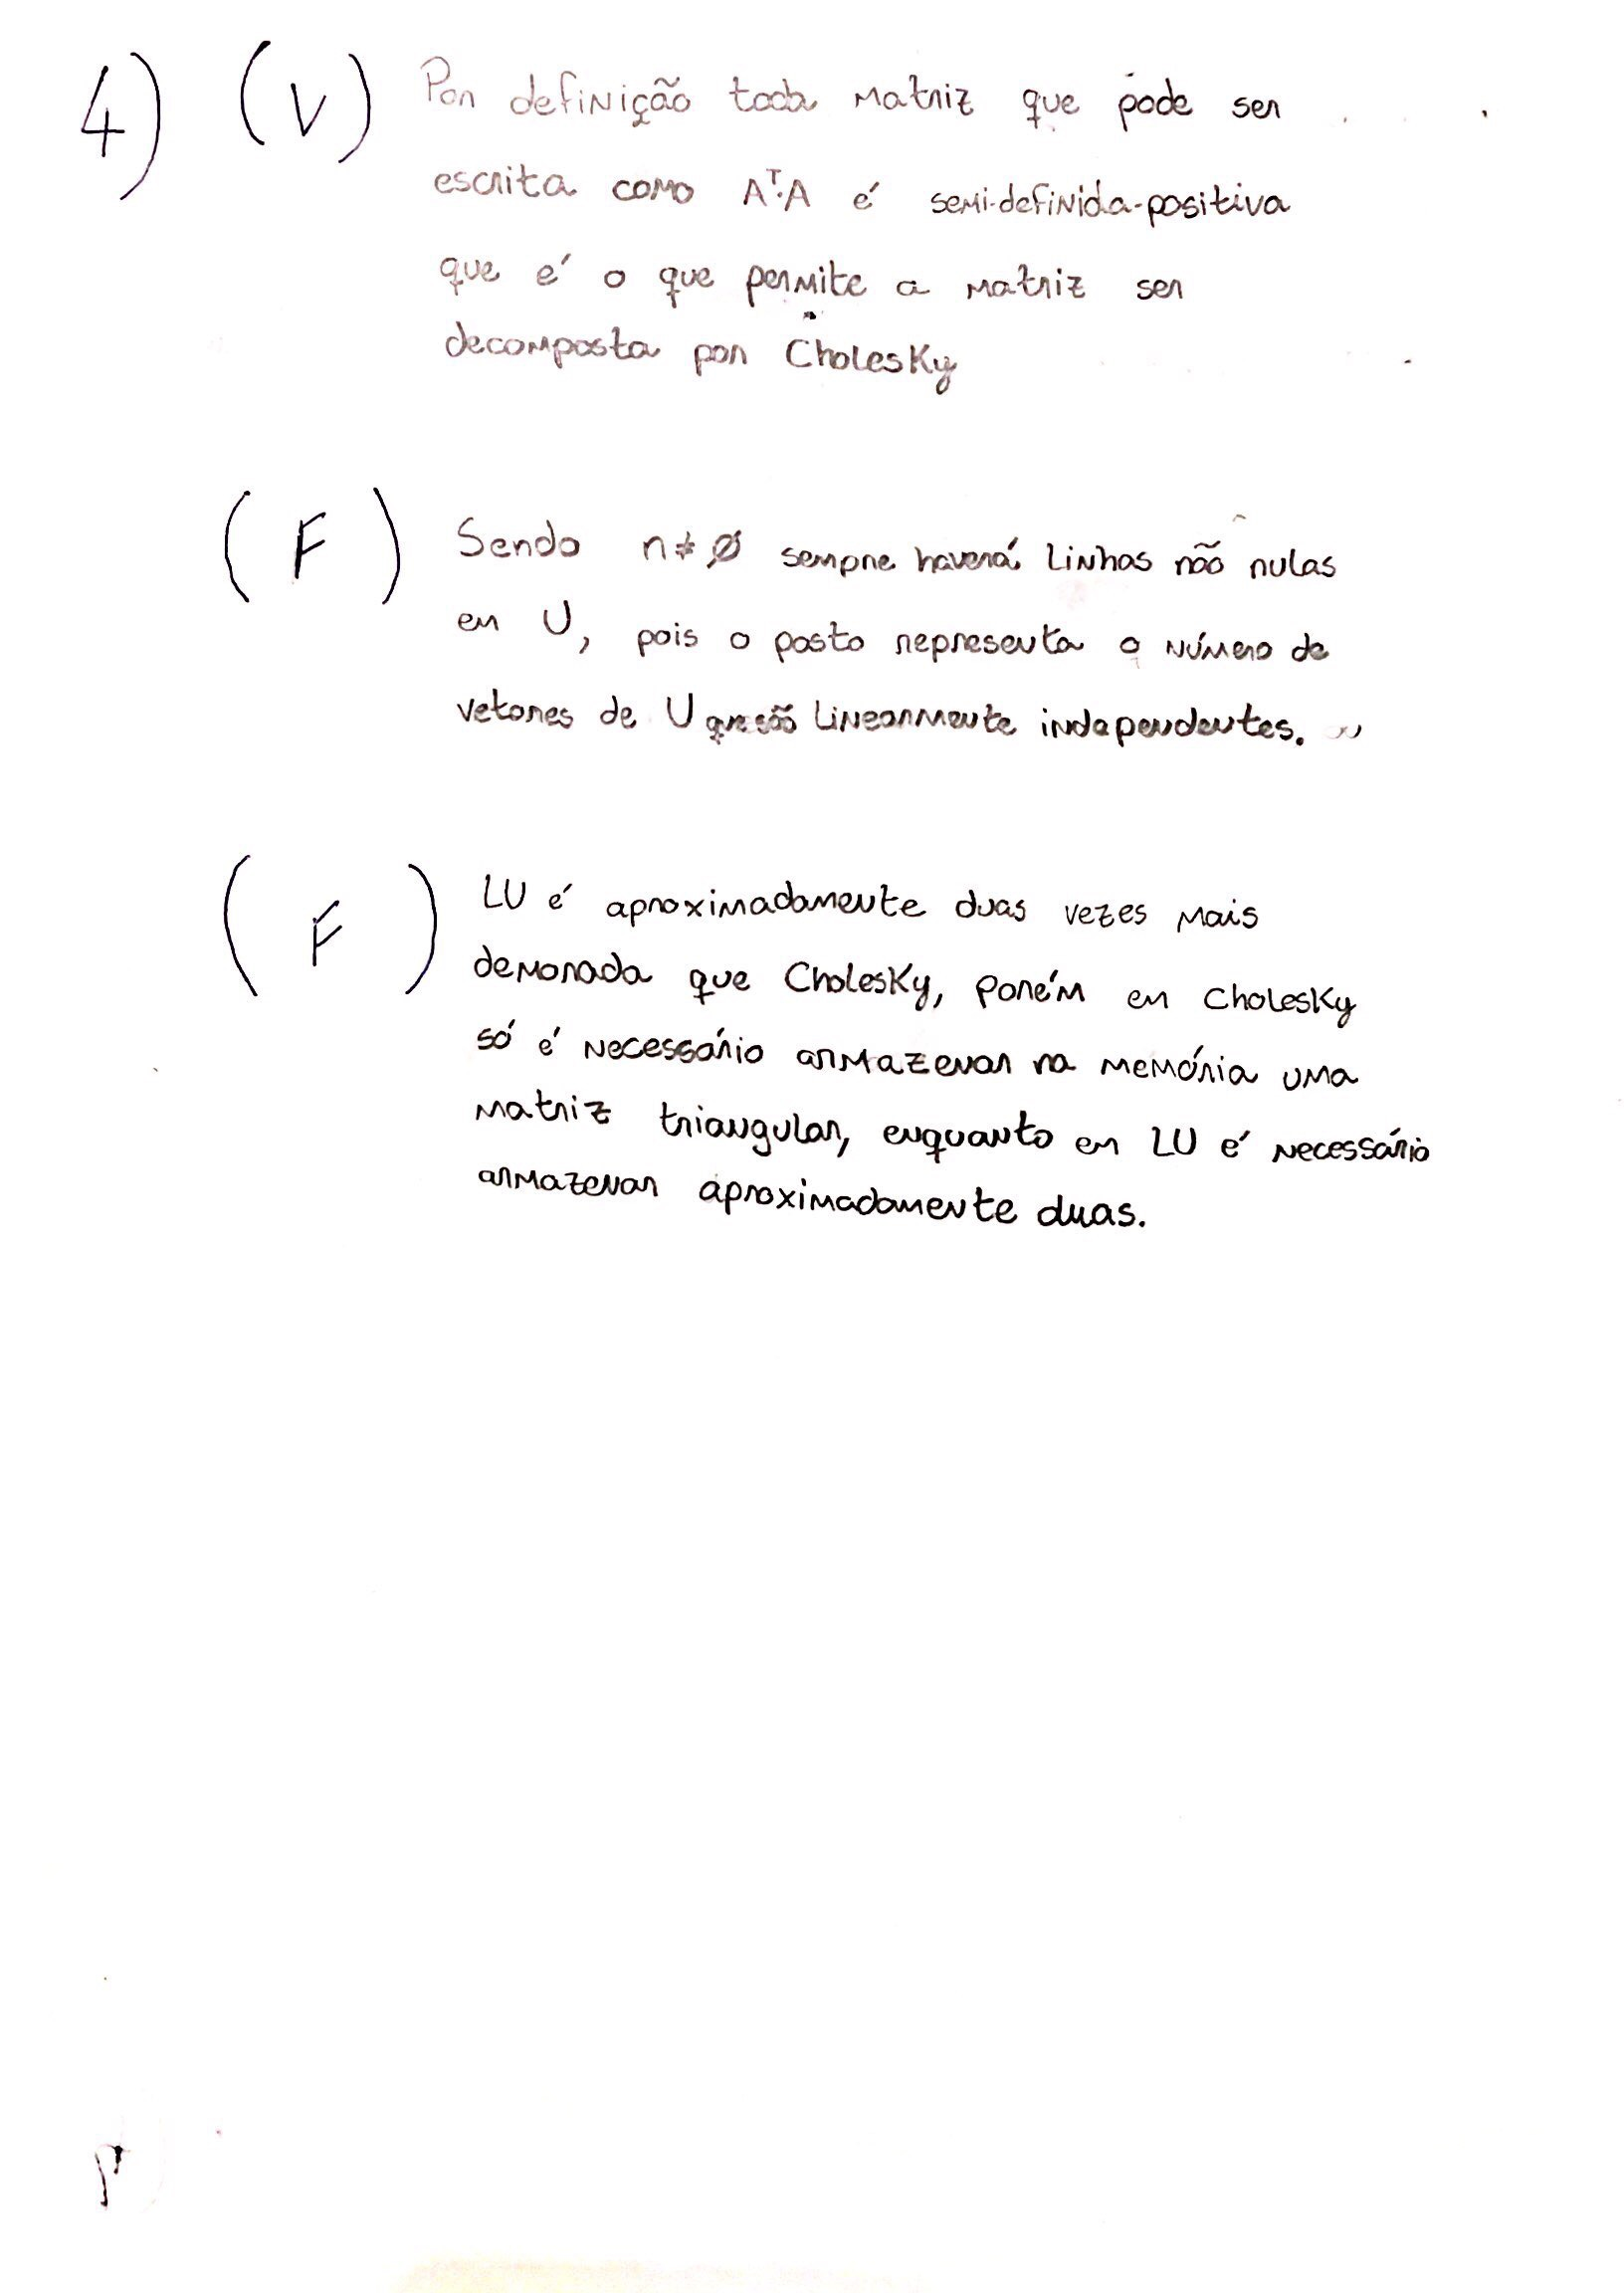 4) (V) Por definição toda matriz que pode ser
escrita como Aᵀ.A é semi-definida-positiva
que é o que permite a matriz ser
decomposta por Cholesky
(F) Sendo n≠0 sempre haverá linhas não nulas
em U, pois o posto representa o número de
vetores de U que são linearmente independentes.
(F) LU é aproximadamente duas vezes mais
demorada que Cholesky, porém em Cholesky
só é necessário armazenar na memória uma
matriz triangular, enquanto em LU é necessário
armazenar aproximadamente duas.